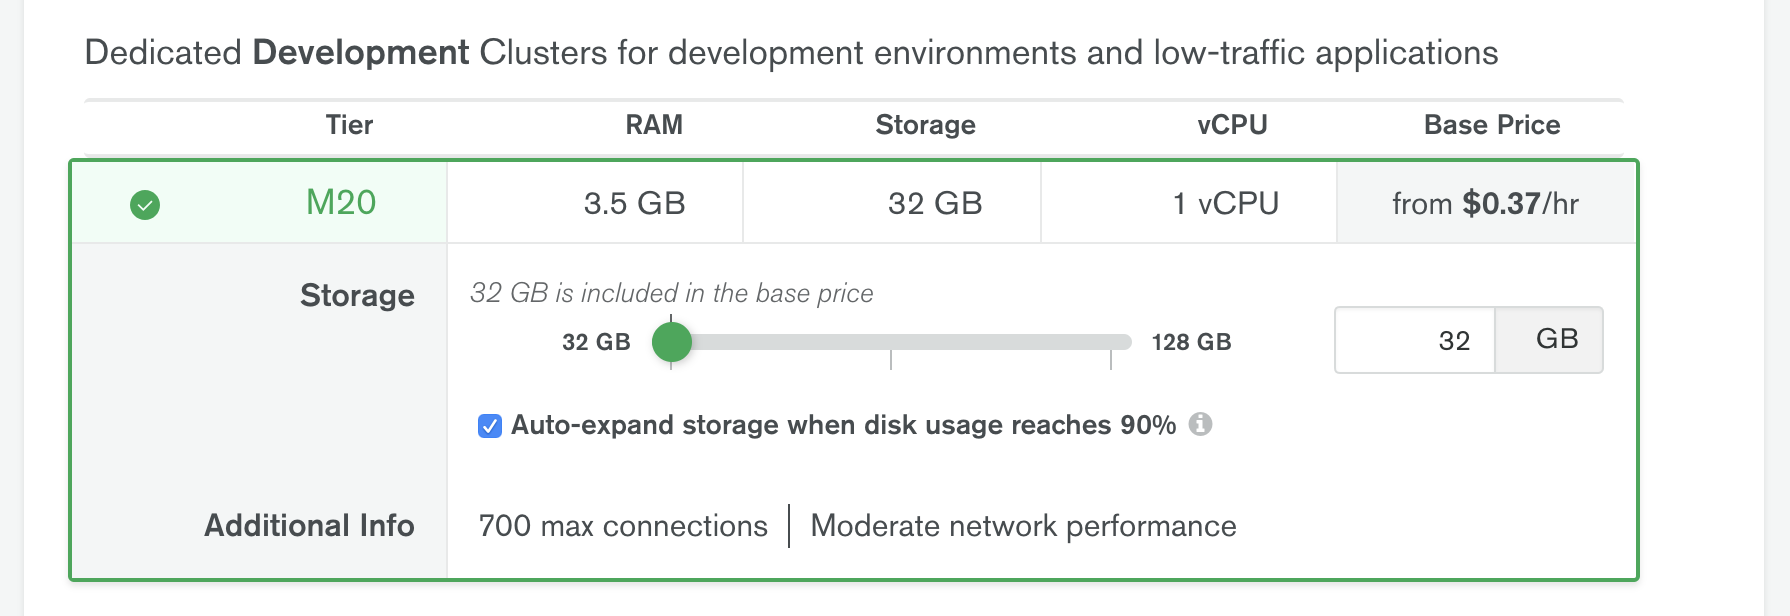 Dedicated Development Clusters for development environments and low-traffic applications
Tier RAM Storage vCPU Base Price
M20 3.5 GB 32 GB 1 vCPU from $0.37/hr
Storage 32 GB is included in the base price
32 GB 128 GB 32 GB
Auto-expand storage when disk usage reaches 90%
Additional Info 700 max connections Moderate network performance